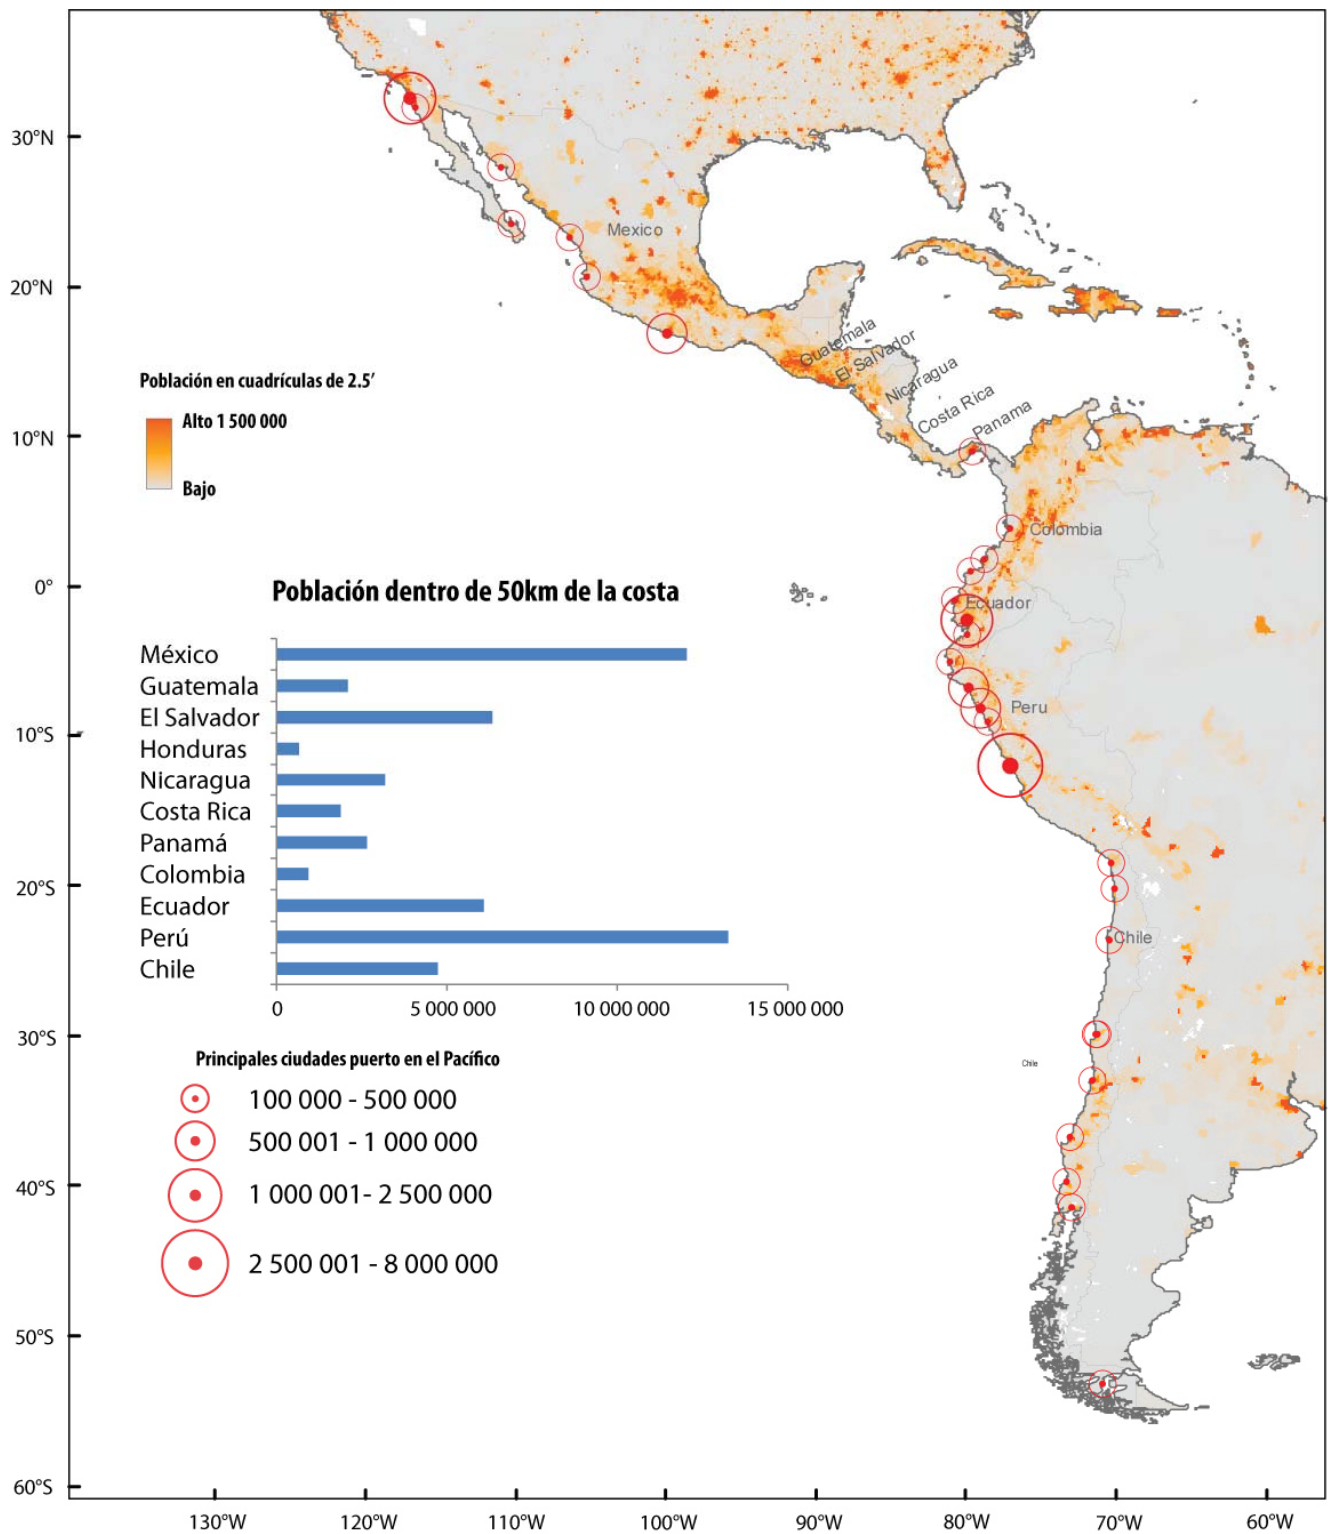 30°N
20°N
10°N
0°
10°S
20°S
30°S
40°S
50°S
60°S
Mexico
Guatemala
El Salvador
Nicaragua
Costa Rica
Panama
Colombia
Ecuador
Peru
Chile
Chile
Población en cuadrículas de 2.5′
Alto 1 500 000
Bajo
Población dentro de 50km de la costa
México
Guatemala
El Salvador
Honduras
Nicaragua
Costa Rica
Panamá
Colombia
Ecuador
Perú
Chile
0 5 000 000 10 000 000 15 000 000
Principales ciudades puerto en el Pacífico
100 000 - 500 000
500 001 - 1 000 000
1 000 001- 2 500 000
2 500 001 - 8 000 000
130°W 120°W 110°W 100°W 90°W 80°W 70°W 60°W